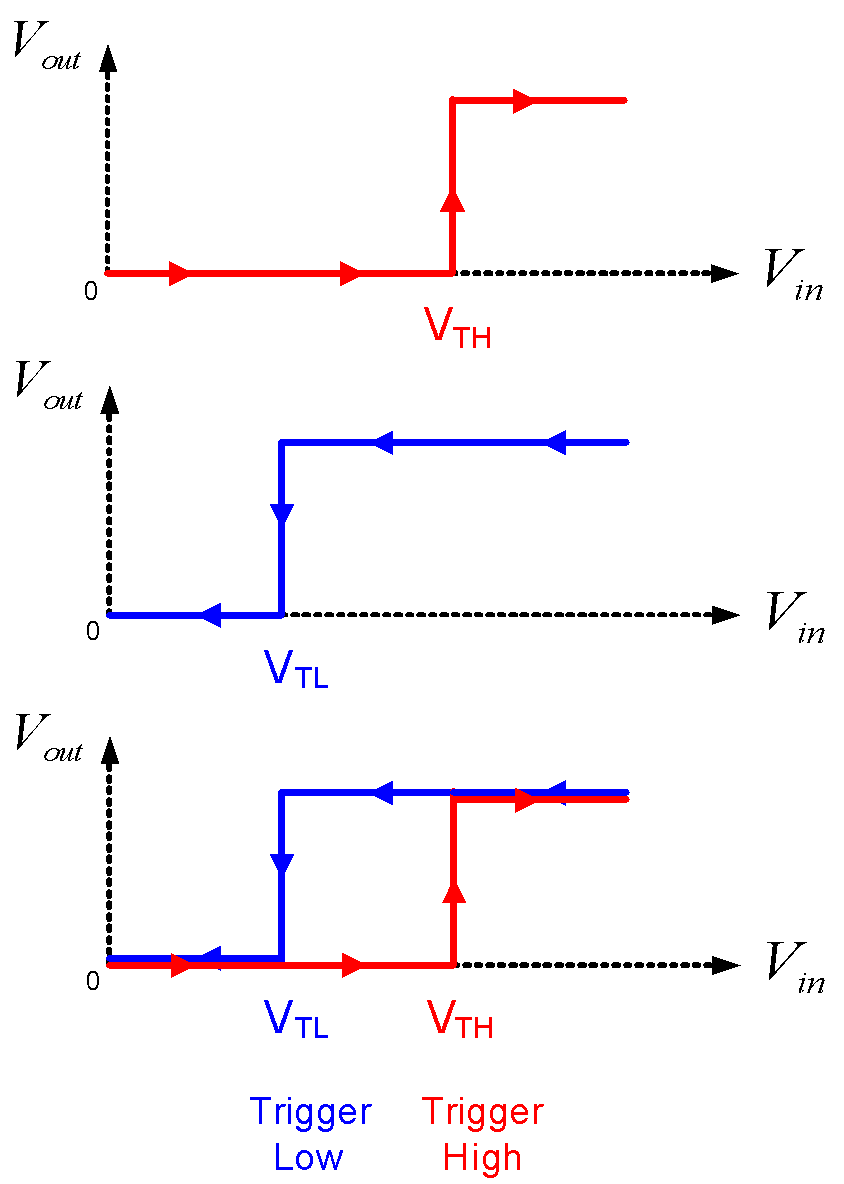 Vout
0
Vin
VTH
Vout
0
Vin
VTL
Vout
0
Vin
VTL VTH
Trigger Trigger
Low High